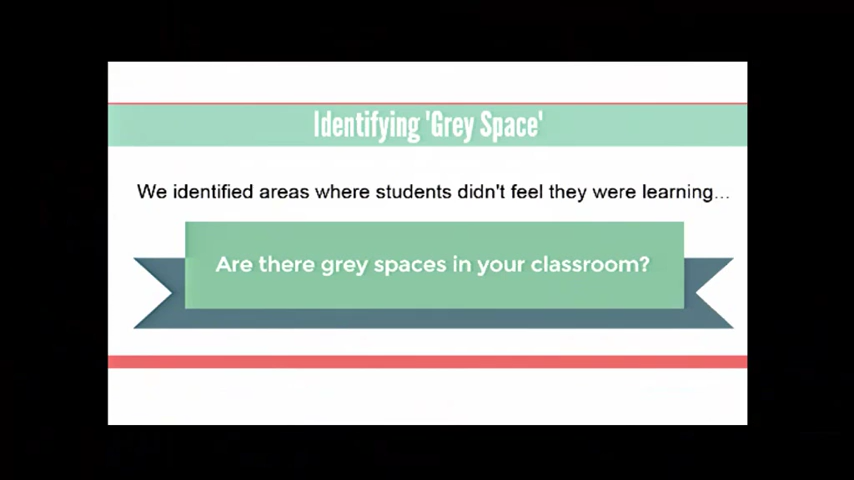 Identifying 'Grey Space'
We identified areas where students didn't feel they were learning...
Are there grey spaces in your classroom?